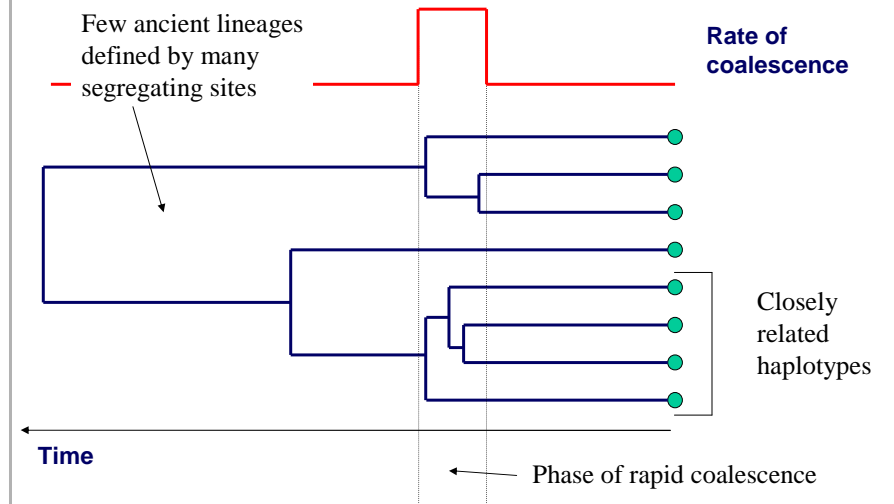 Few ancient lineages
defined by many
segregating sites
Rate of
coalescence
Closely
related
haplotypes
Time
Phase of rapid coalescence